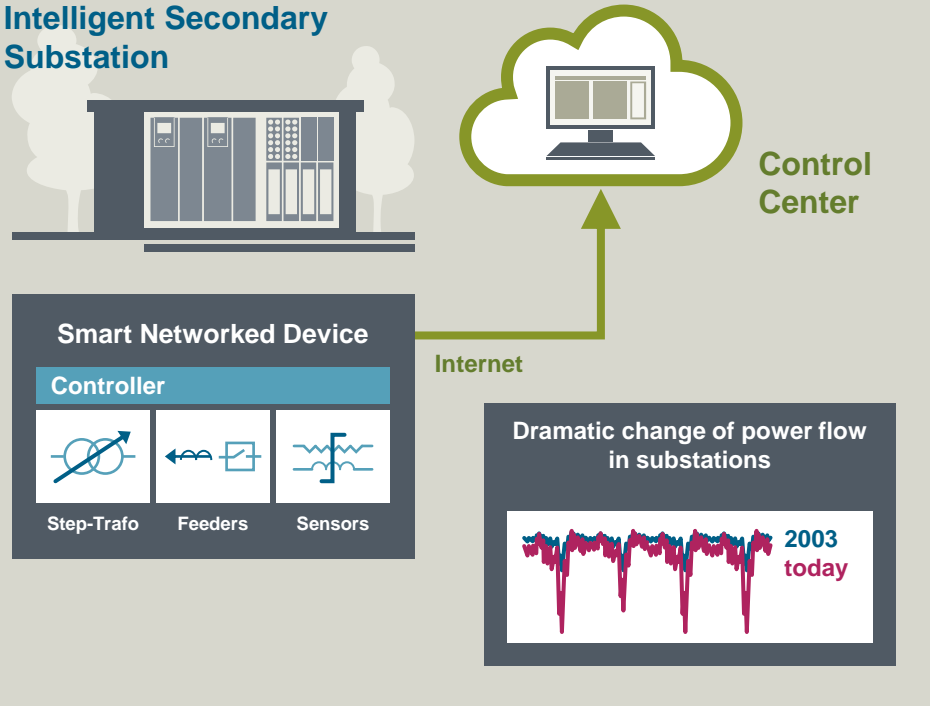 Intelligent Secondary
Substation
Control
Center
Smart Networked Device
Internet
Controller
Step-Trafo
Feeders
Sensors
Dramatic change of power flow
in substations
2003
today